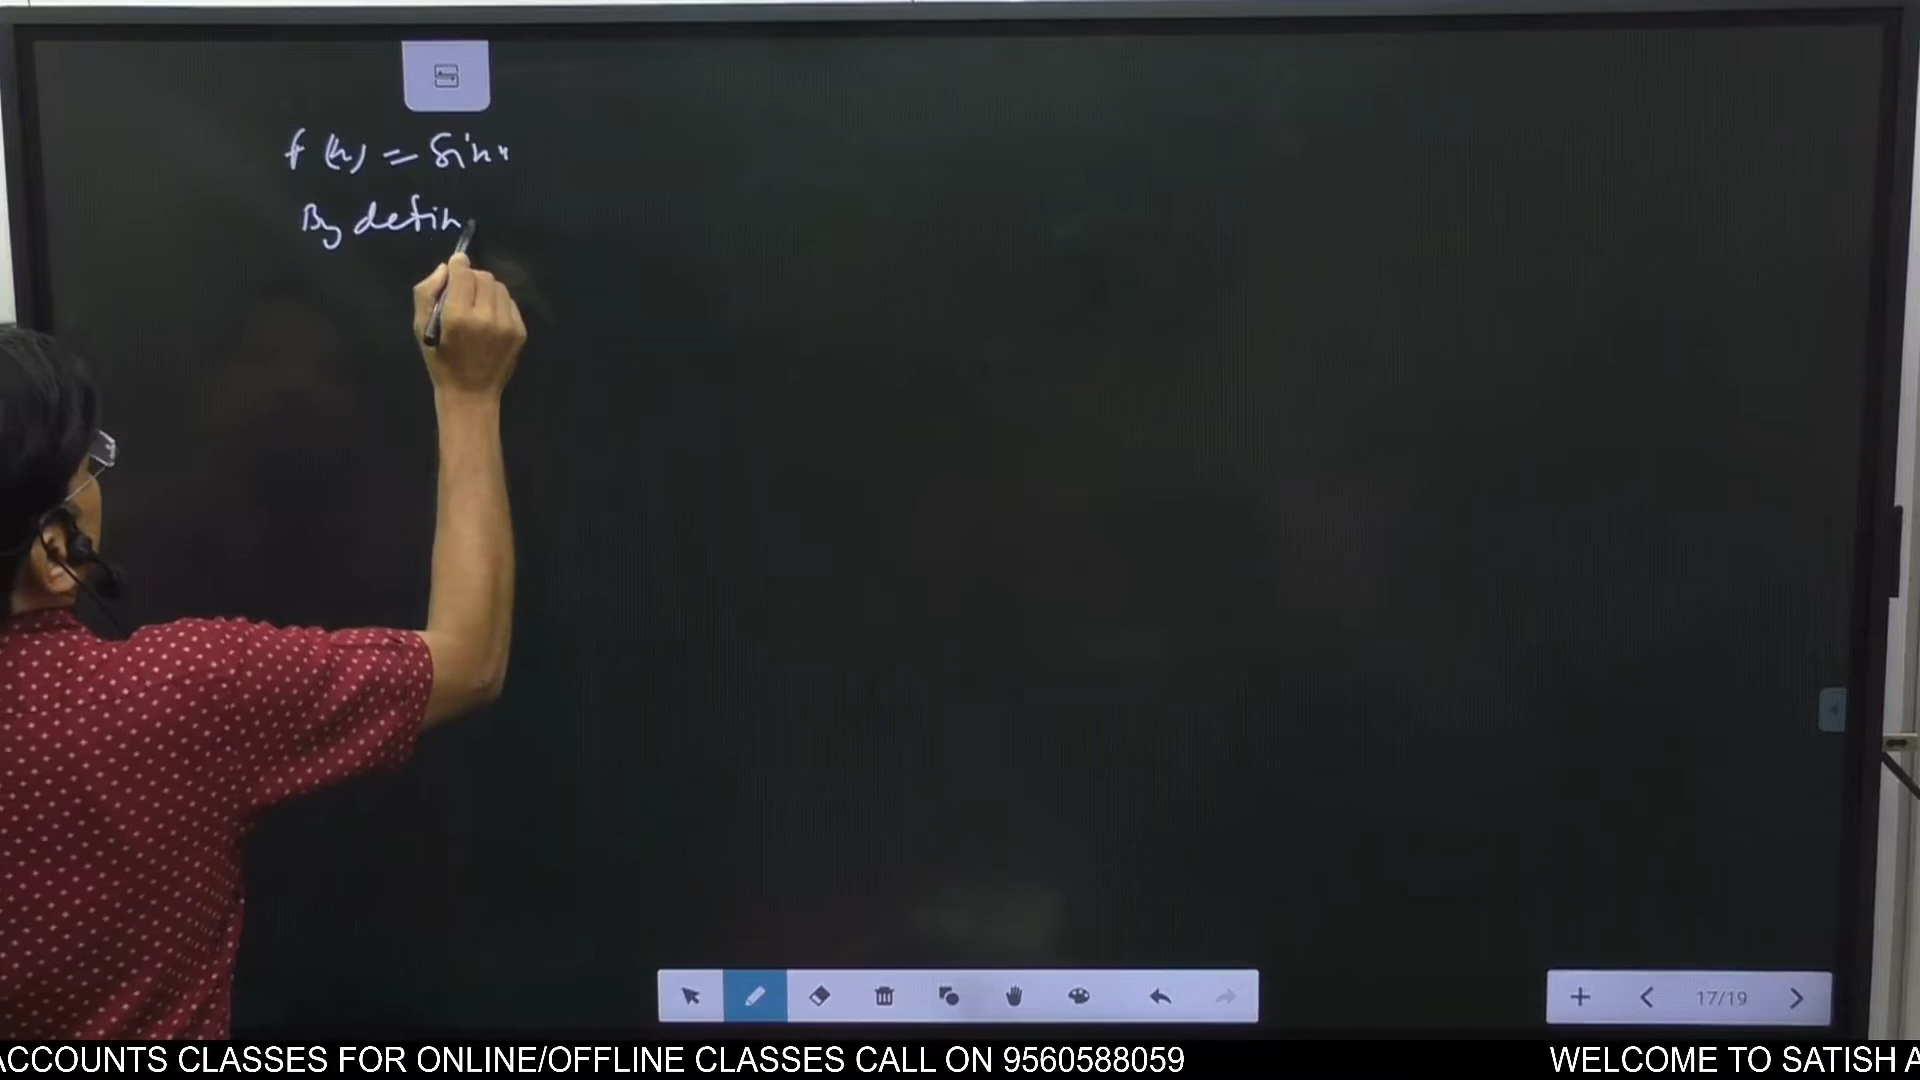 f(x) = sinx
By defin
17/19
ACCOUNTS CLASSES FOR ONLINE/OFFLINE CLASSES CALL ON 9560588059
WELCOME TO SATISH A